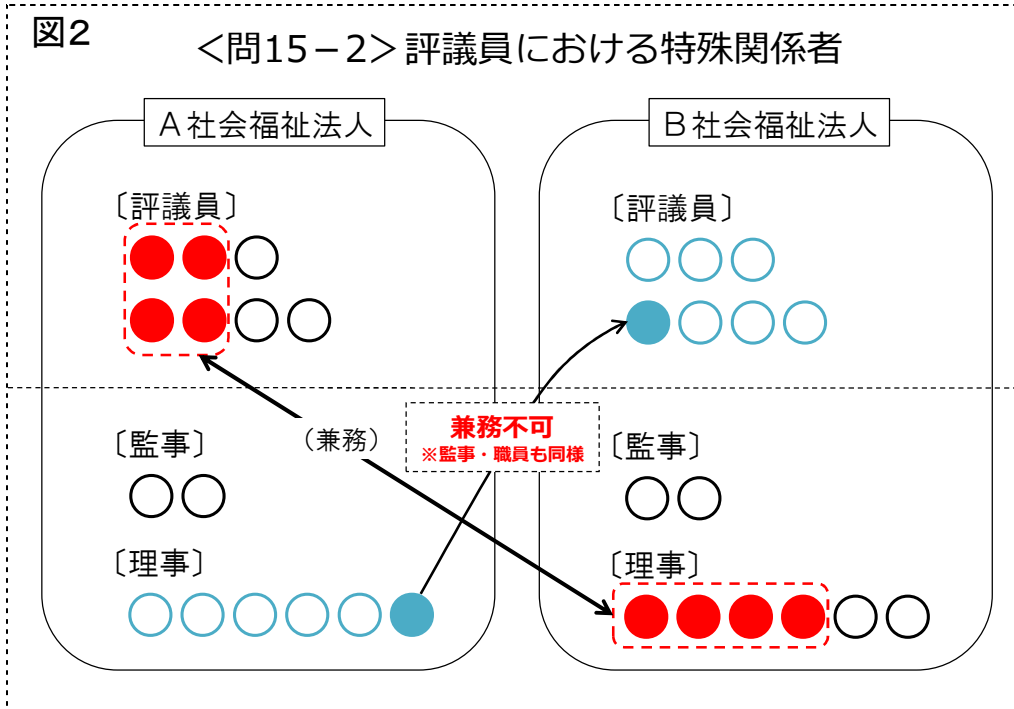 図2
<問15-2>評議員における特殊関係者
A社会福祉法人
B社会福祉法人
〔評議員〕
〔評議員〕
〔監事〕
(兼務)
兼務不可
※監事・職員も同様
〔監事〕
〔理事〕
〔理事〕